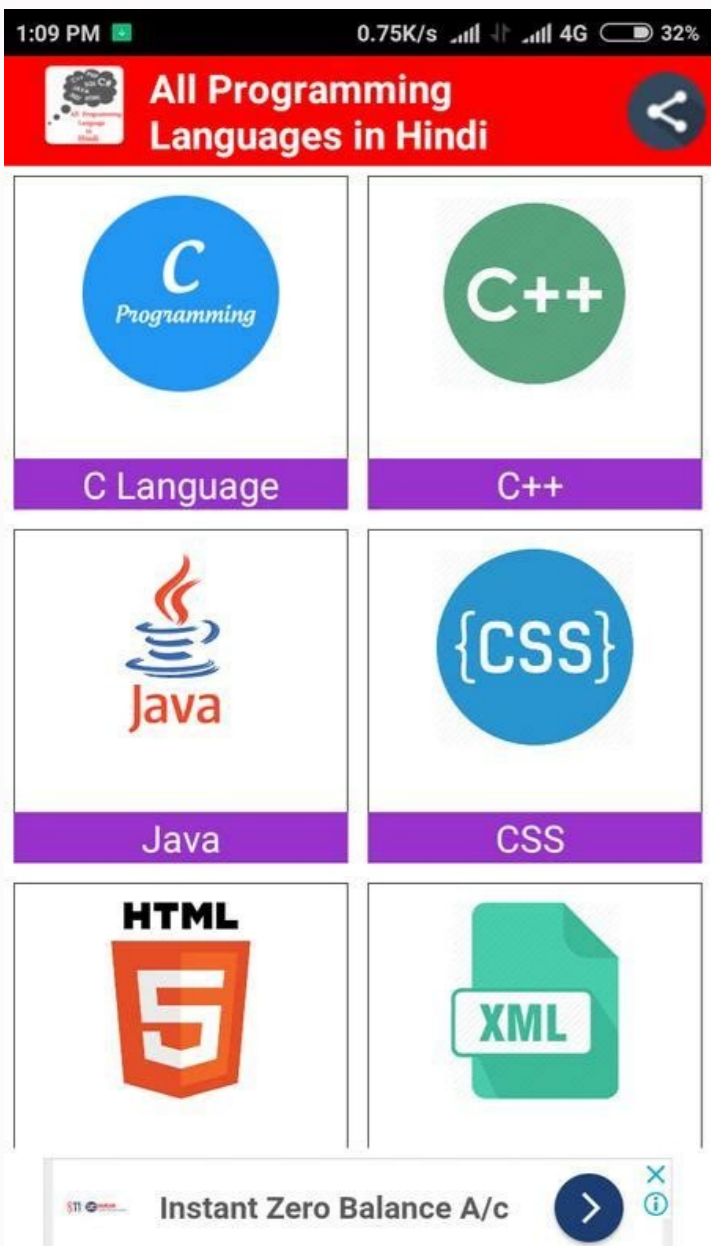 1:09 PM 0.75K/s 4G 32%
All Programming
Languages in Hindi
C
Programming
C++
C Language
C++
Java
{CSS}
Java
CSS
HTML
5
XML
Instant Zero Balance A/c